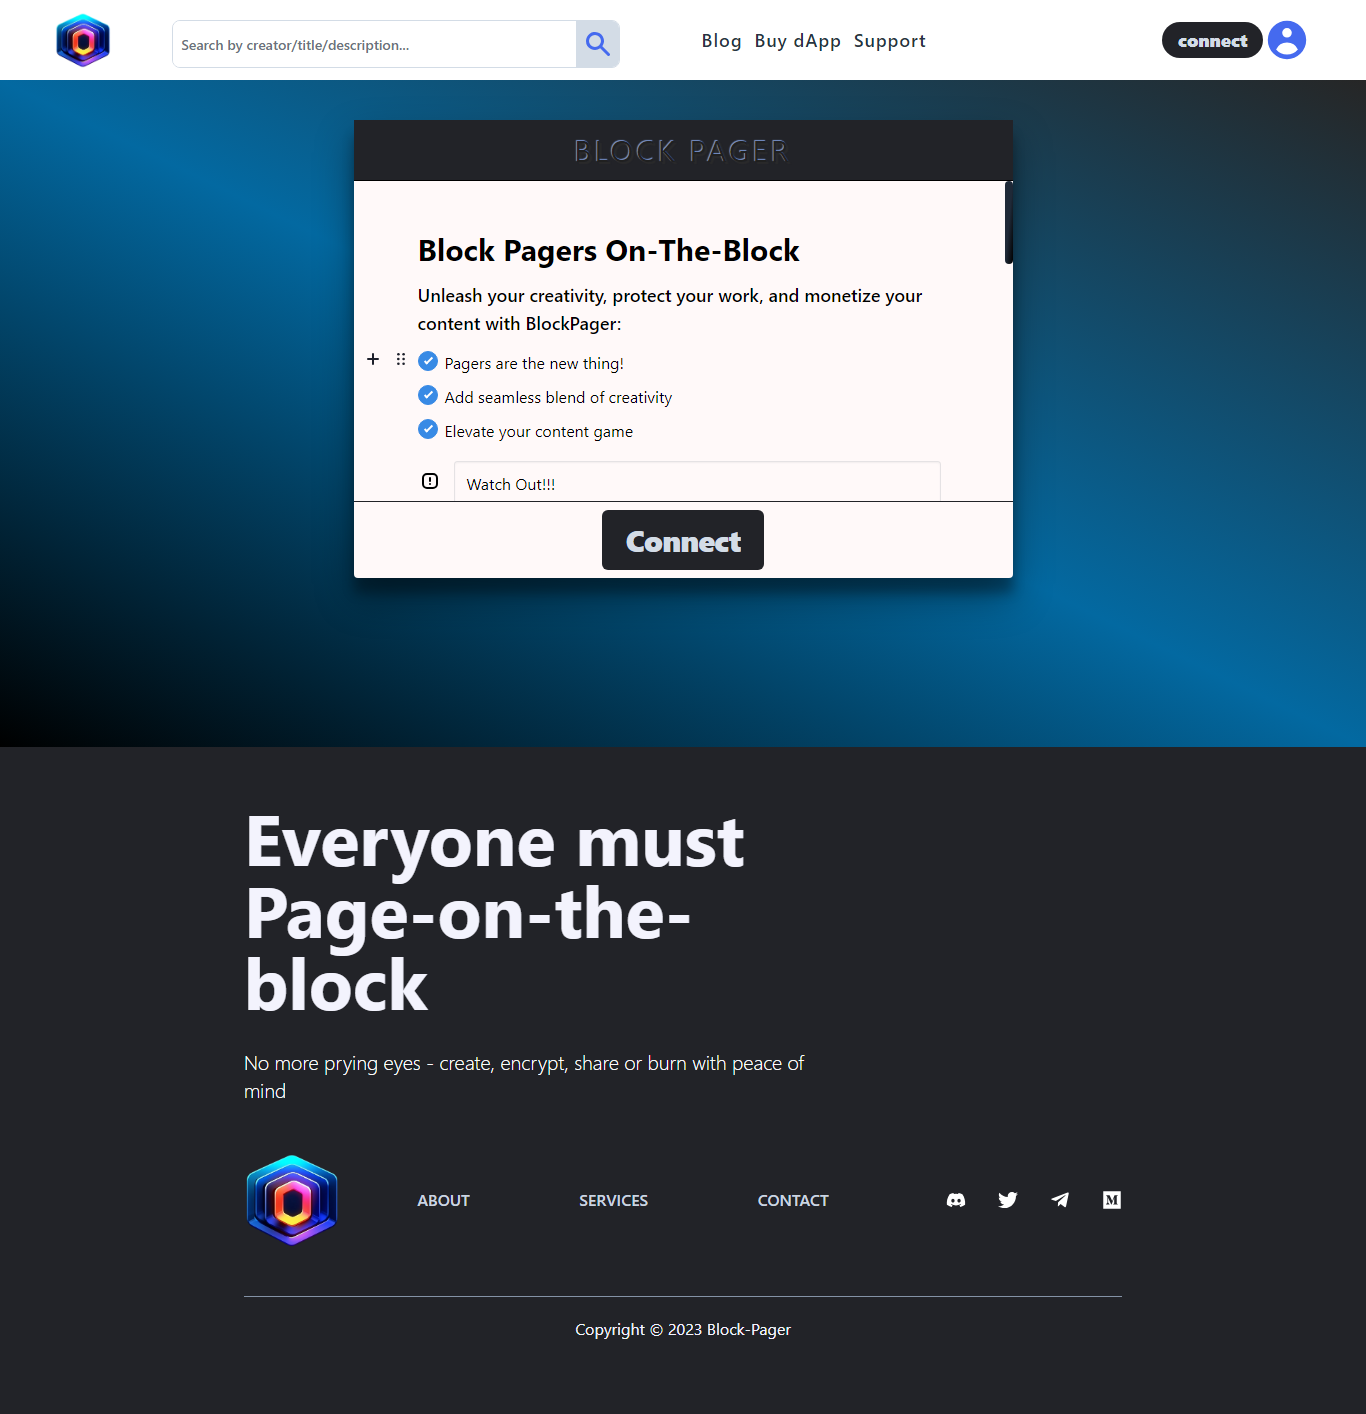 Search by creator/title/description...
Blog Buy dApp Support
connect
BLOCK PAGER
Block Pagers On-The-Block
Unleash your creativity, protect your work, and monetize your
content with BlockPager:
Pagers are the new thing!
Add seamless blend of creativity
Elevate your content game
Watch Out!!!
Connect
Everyone must
Page-on-the-
block
No more prying eyes - create, encrypt, share or burn with peace of
mind
ABOUT SERVICES CONTACT
Copyright © 2023 Block-Pager